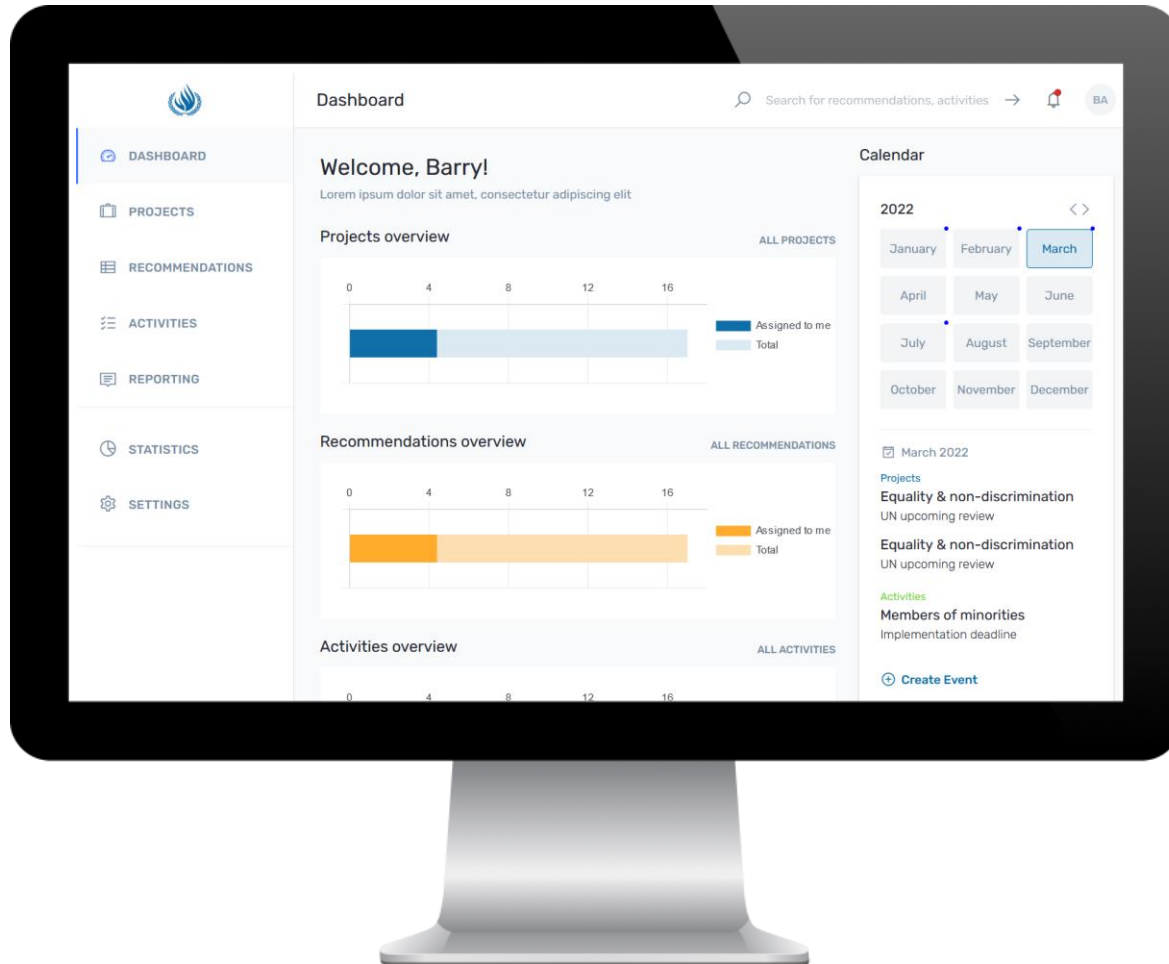 Dashboard
Search for recommendations, activities
BA
DASHBOARD
PROJECTS
RECOMMENDATIONS
ACTIVITIES
REPORTING
STATISTICS
SETTINGS
Welcome, Barry!
Lorem ipsum dolor sit amet, consectetur adipiscing elit
Projects overview
ALL PROJECTS
0 4 8 12 16
Assigned to me
Total
Recommendations overview
ALL RECOMMENDATIONS
0 4 8 12 16
Assigned to me
Total
Activities overview
ALL ACTIVITIES
0 4 8 12 16
Calendar
2022
January February March
April May June
July August September
October November December
March 2022
Projects
Equality & non-discrimination
UN upcoming review
Equality & non-discrimination
UN upcoming review
Activities
Members of minorities
Implementation deadline
Create Event